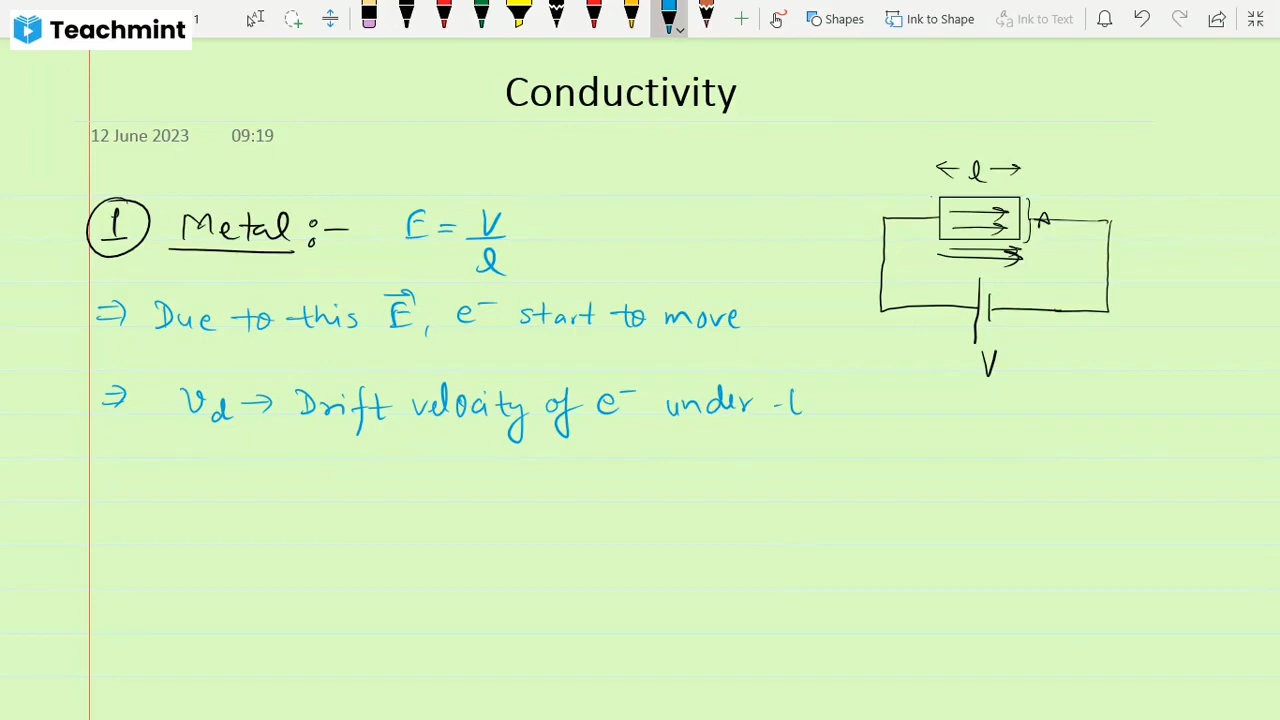 Teachmint
Shapes
Ink to Shape
Ink to Text
Conductivity
12 June 2023 09:19
← l →
① Metal :- E = V/l
A
⇒ Due to this E⃗, e⁻ start to move
V
⇒ v_d → Drift velocity of e⁻ under